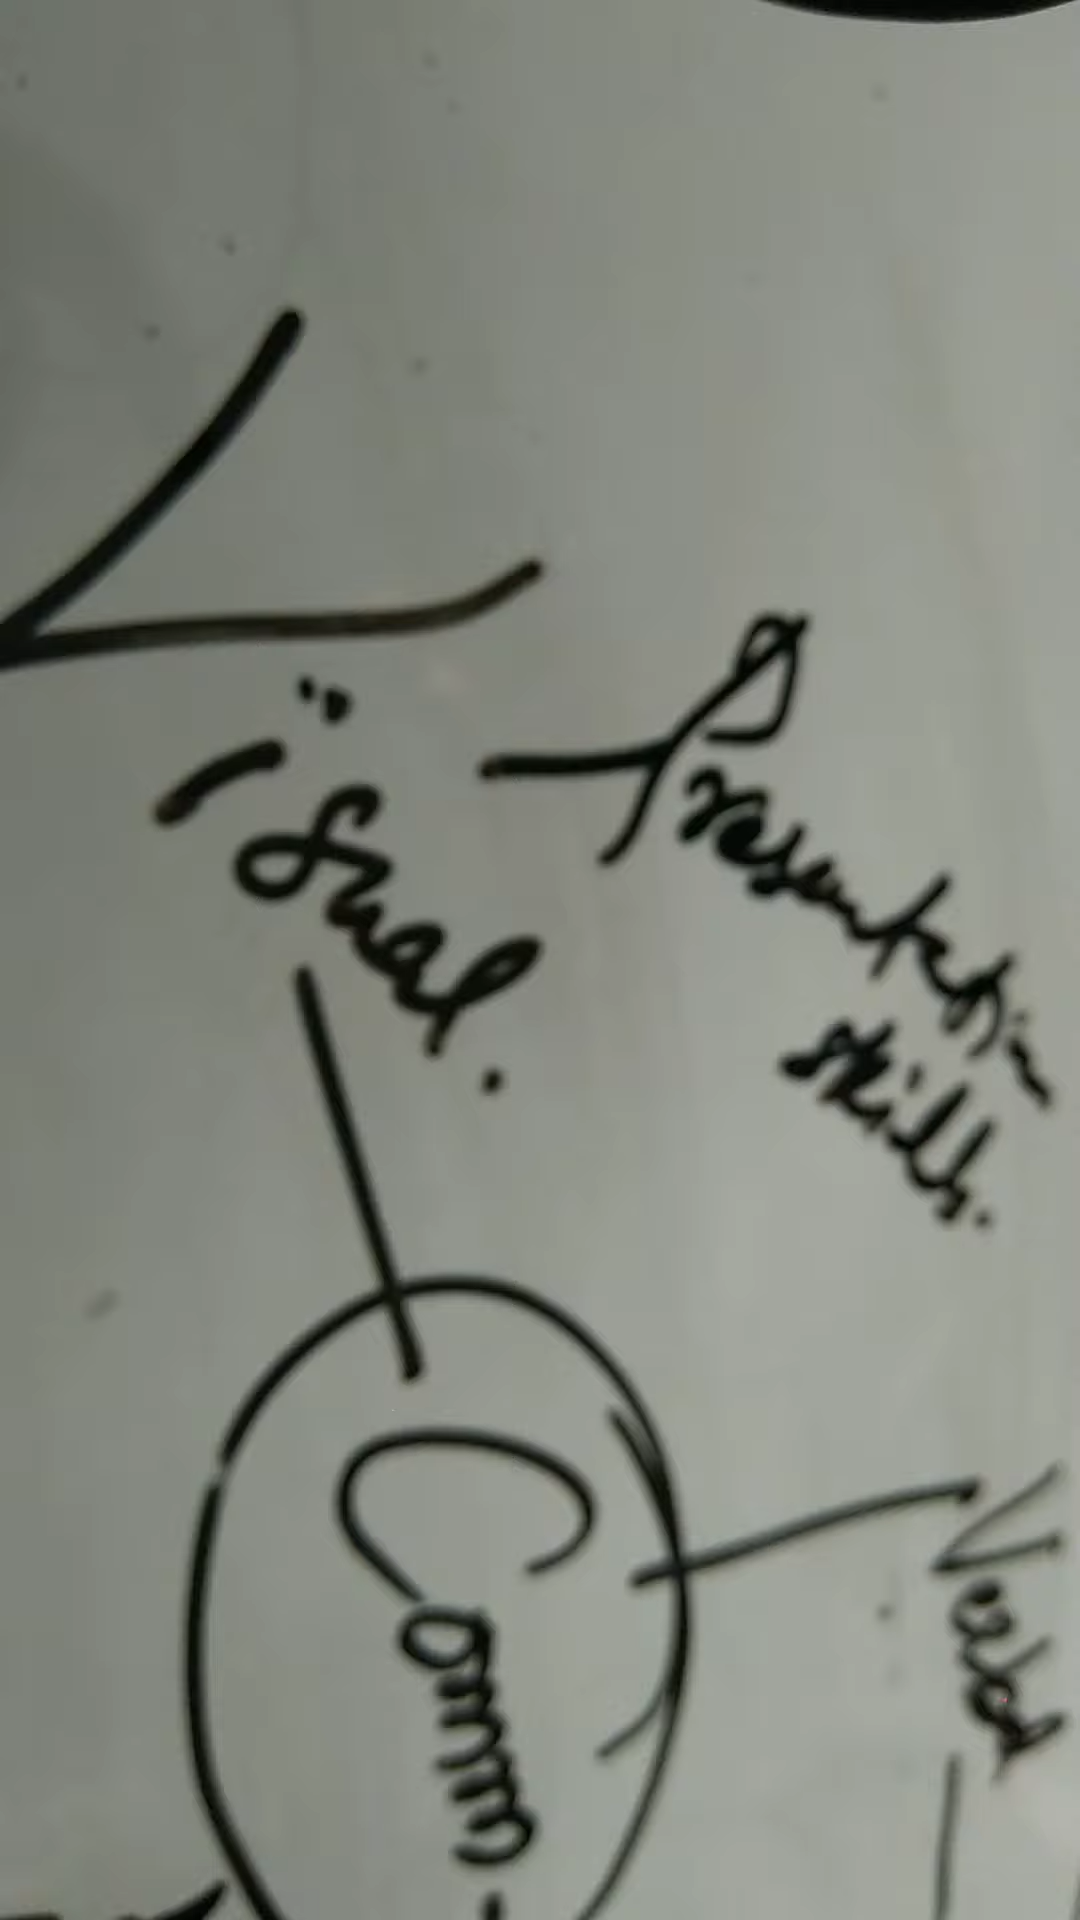 Visual.
Presentation
skills.
Comm.
Verbal